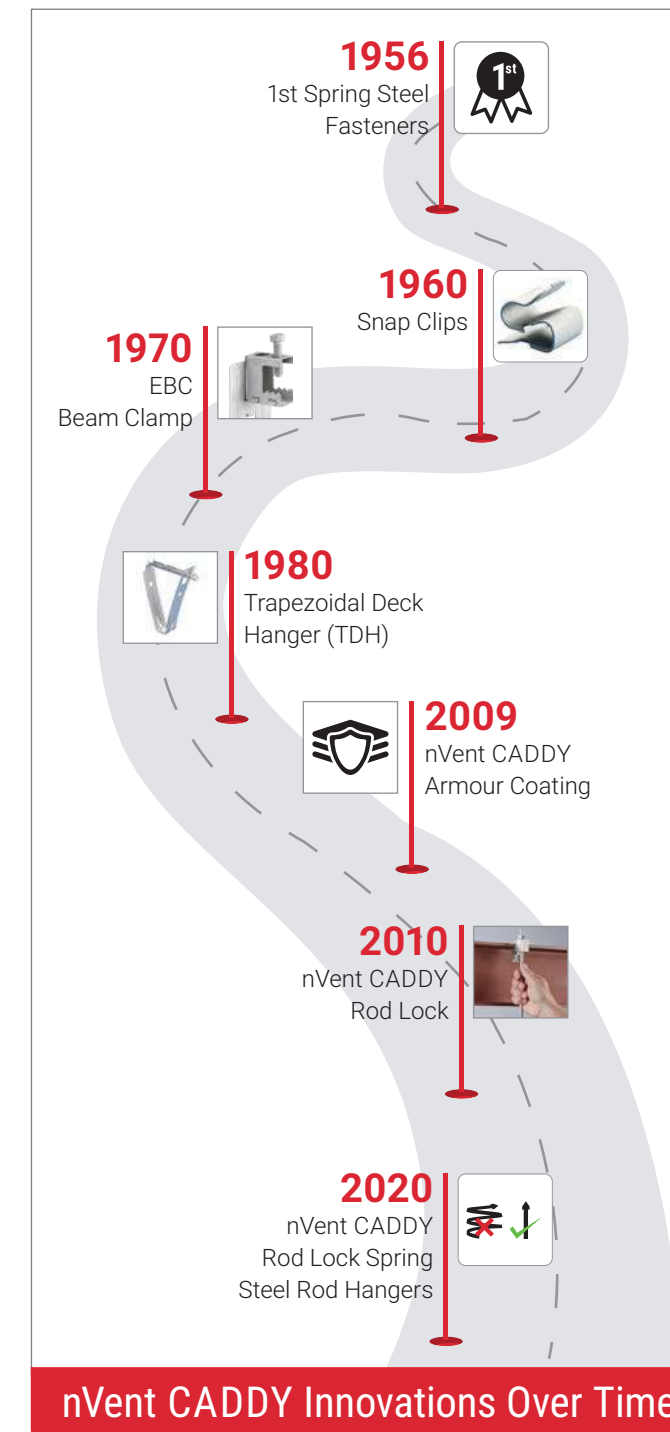 1956
1st Spring Steel
Fasteners
1st
1960
Snap Clips
1970
EBC
Beam Clamp
1980
Trapezoidal Deck
Hanger (TDH)
2009
nVent CADDY
Armour Coating
2010
nVent CADDY
Rod Lock
2020
nVent CADDY
Rod Lock Spring
Steel Rod Hangers
nVent CADDY Innovations Over Time